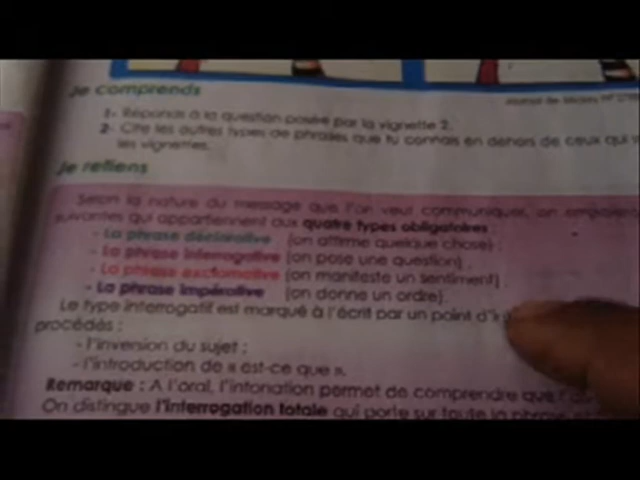 Je comprends
1- Réponds à la question posée par la vignette 2.
2- Cite les autres types de phrases que tu connais en dehors de ceux qui
les vignettes.
Je retiens
Selon la nature du message que l'on veut communiquer, on
suivantes qui appartiennent aux quatre types obligatoires :
- La phrase déclarative (on affirme quelque chose) ;
- La phrase interrogative (on pose une question) ;
- La phrase exclamative (on manifeste un sentiment) ;
- La phrase impérative (on donne un ordre).
Le type interrogatif est marqué à l'écrit par un point
procédés :
- l'inversion du sujet ;
- l'introduction de « est-ce que ».
Remarque : A l'oral, l'intonation permet de comprendre que
On distingue l'interrogation totale qui porte sur toute la phrase